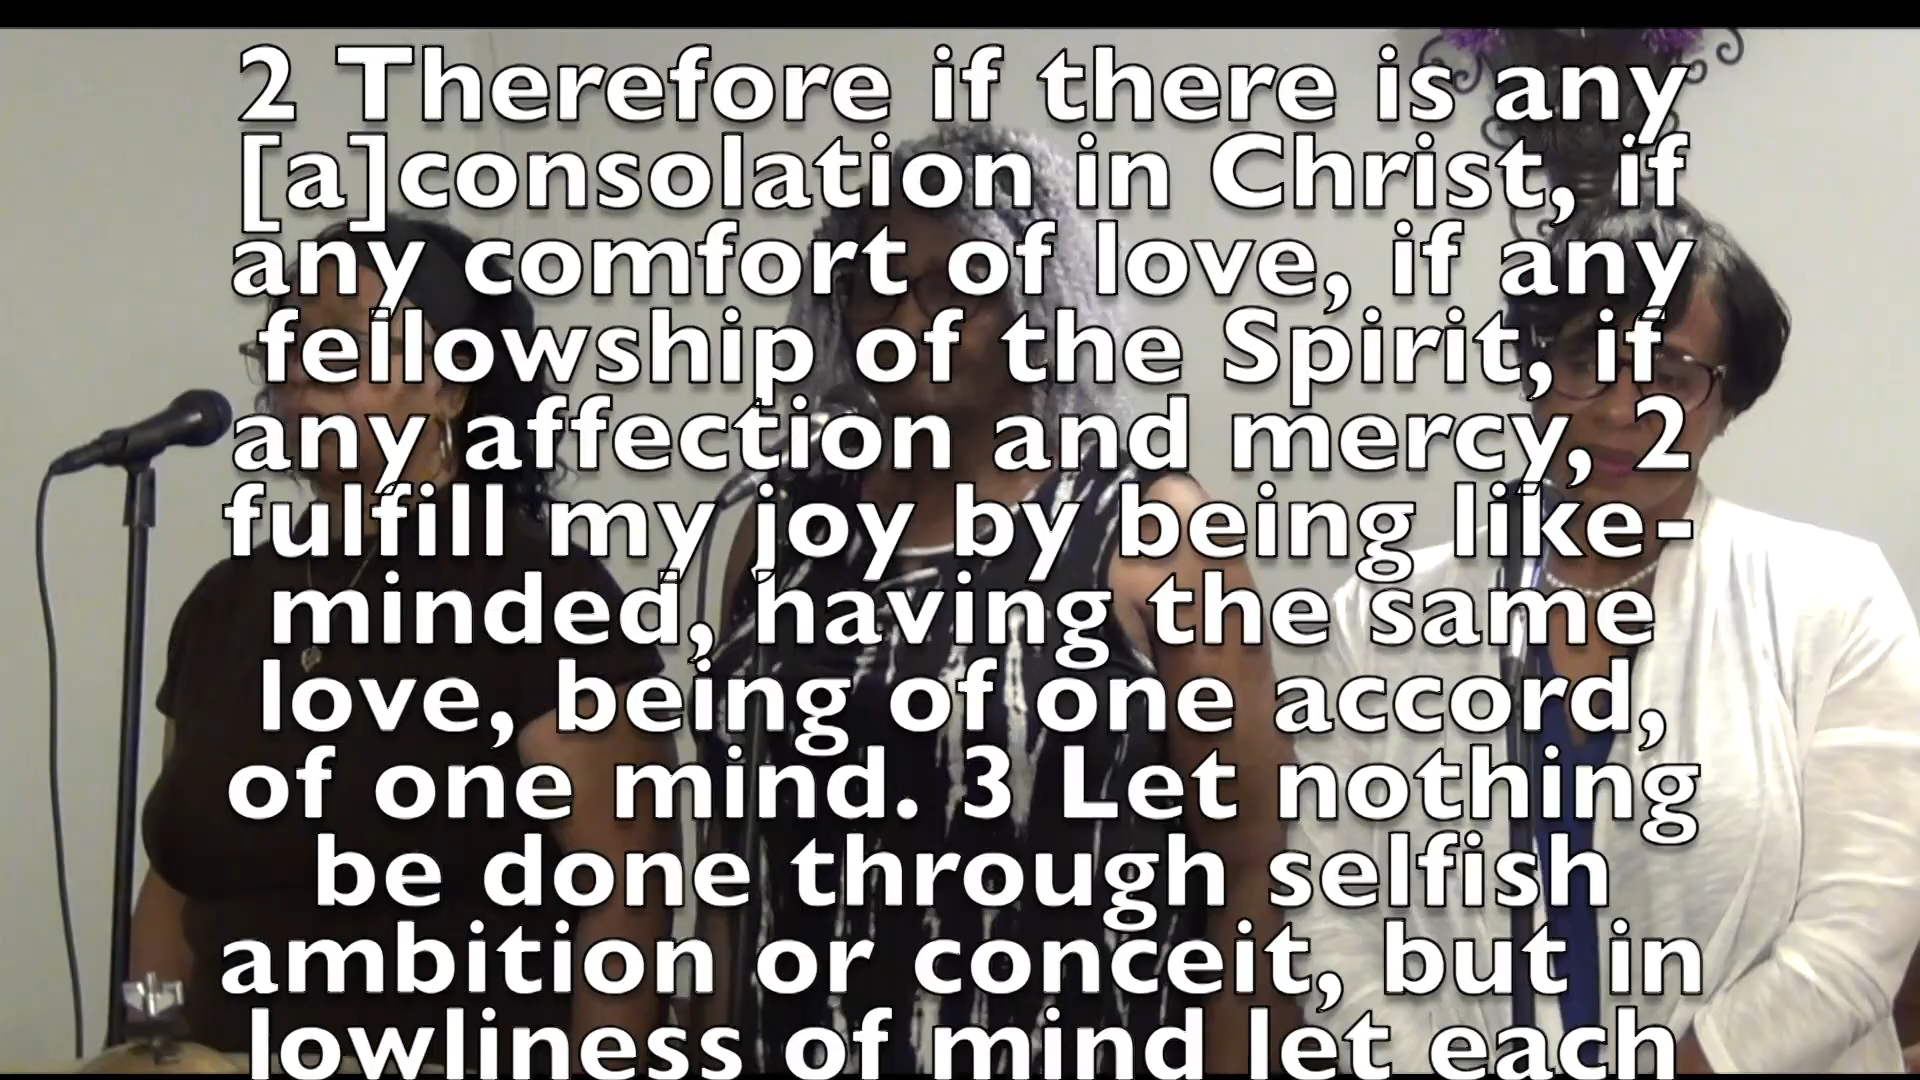 2 Therefore if there is any
[a]consolation in Christ, if
any comfort of love, if any
fellowship of the Spirit, if
any affection and mercy, 2
fulfill my joy by being like-
minded, having the same
love, being of one accord,
of one mind. 3 Let nothing
be done through selfish
ambition or conceit, but in
lowliness of mind let each